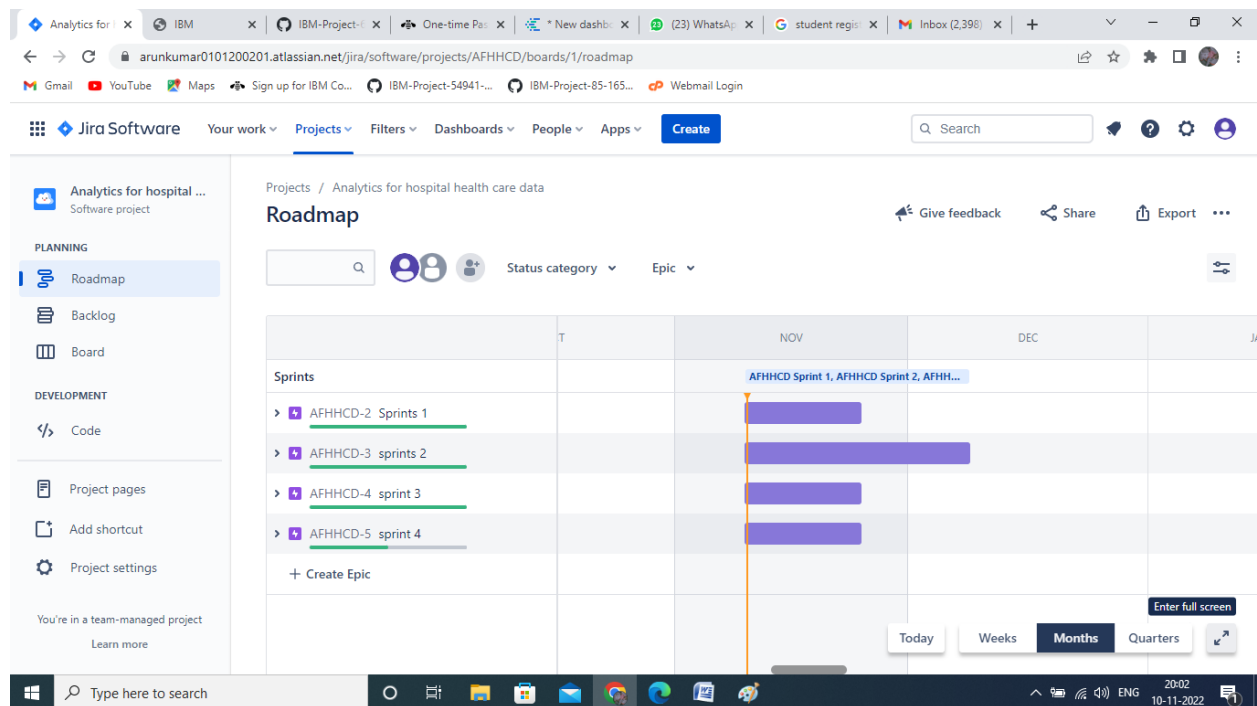 Analytics for I
IBM
IBM-Project-
One-time Pas
* New dashbo
(23) WhatsAp
student regist
Inbox (2,398)
arunkumar0101200201.atlassian.net/jira/software/projects/AFHHCD/boards/1/roadmap
Gmail YouTube Maps Sign up for IBM Co... IBM-Project-54941-... IBM-Project-85-165... cP Webmail Login
Jira Software Your work Projects Filters Dashboards People Apps Create Search
Analytics for hospital ...
Software project
PLANNING
Roadmap
Backlog
Board
DEVELOPMENT
Code
Project pages
Add shortcut
Project settings
You're in a team-managed project
Learn more
Projects / Analytics for hospital health care data
Roadmap
Give feedback Share Export
Status category Epic
T NOV DEC JA
Sprints
AFHHCD Sprint 1, AFHHCD Sprint 2, AFHH...
AFHHCD-2 Sprints 1
AFHHCD-3 sprints 2
AFHHCD-4 sprint 3
AFHHCD-5 sprint 4
+ Create Epic
Enter full screen
Today Weeks Months Quarters
Type here to search
ENG
20:02
10-11-2022
1